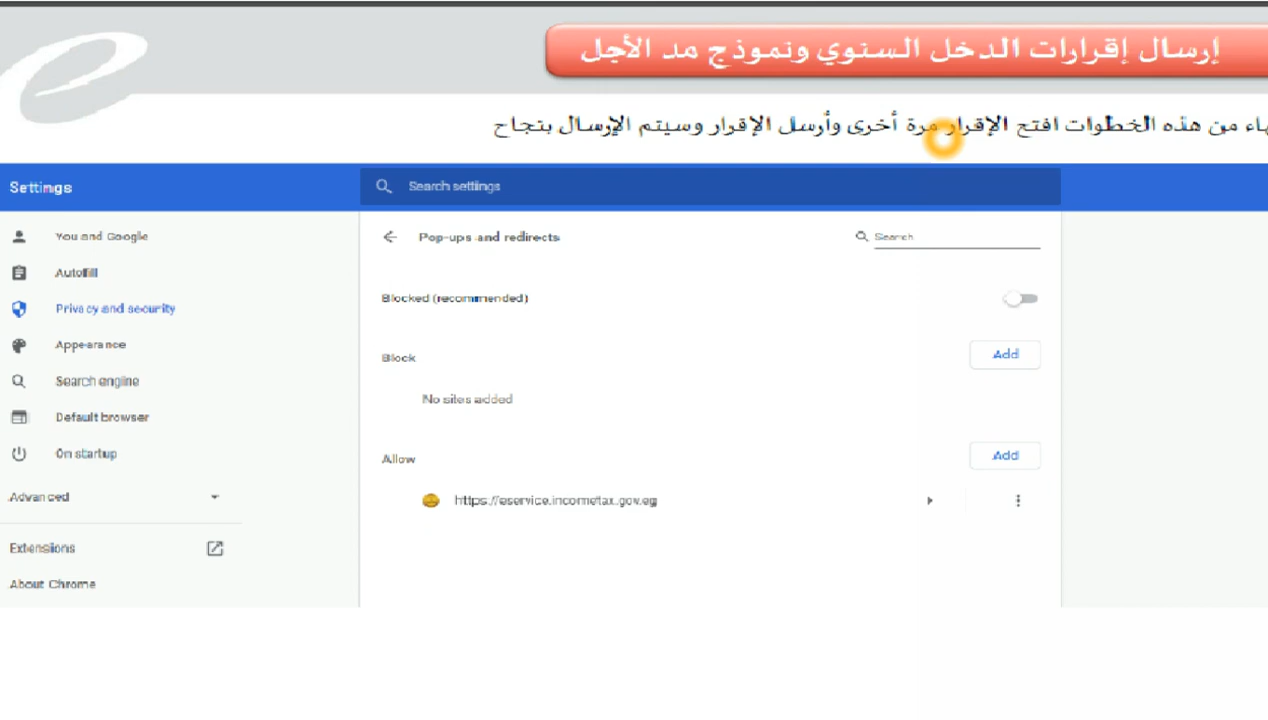 إرسال إقرارات الدخل السنوي ونموذج مد الأجل
من هذه الخطوات افتح الإقرار مرة أخرى وأرسل الإقرار وسيتم الإرسال بنجاح
Settings
Search settings
You and Google
Autofill
Privacy and security
Appearance
Search engine
Default browser
On startup
Advanced
Extensions
About Chrome
Pop-ups and redirects
Search
Blocked (recommended)
Block
Add
No sites added
Allow
Add
https://eservice.incometax.gov.eg